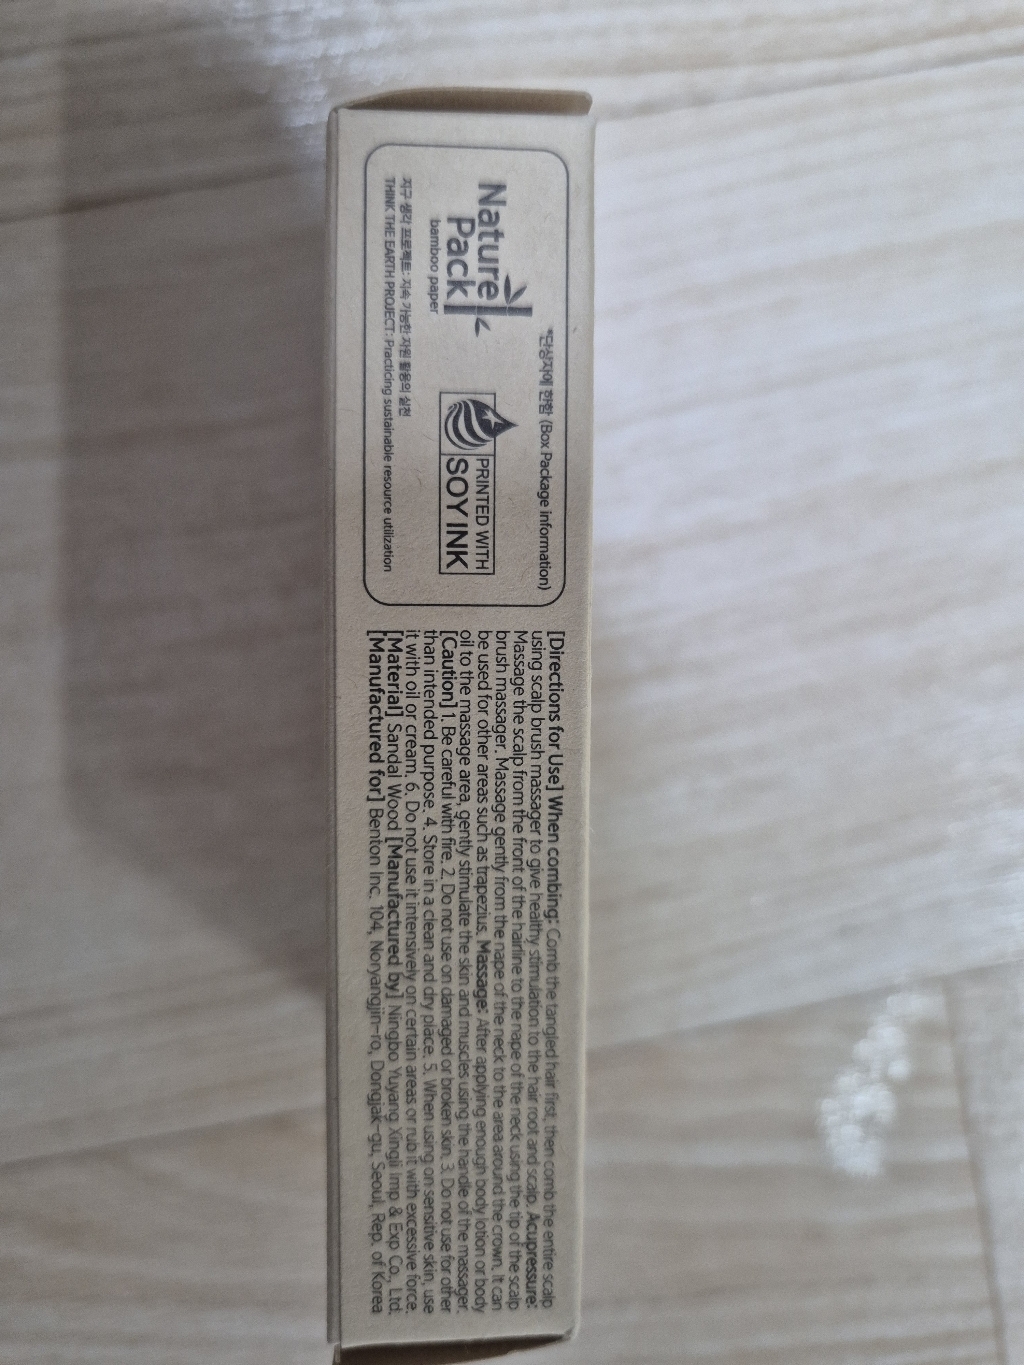 *단상자에 한함 (Box Package information)
Nature
Pack
bamboo paper
PRINTED WITH
SOY INK
지구 생각 프로젝트: 지속 가능한 자원 활용의 실천
THINK THE EARTH PROJECT: Practicing sustainable resource utilization
[Directions for Use] When combing: Comb the tangled hair first, then comb the entire scalp
using scalp brush massager to give healthy stimulation to the hair root and scalp. Acupressure:
Massage the scalp from the front of the hairline to the nape of the neck using the tip of the scalp
brush massager. Massage gently from the nape of the neck to the area around the crown. It can
be used for other areas such as trapezius. Massage: After applying enough body lotion or body
oil to the massage area, gently stimulate the skin and muscles using the handle of the massager.
[Caution] 1. Be careful with fire. 2. Do not use on damaged or broken skin. 3. Do not use for other
than intended purpose. 4. Store in a clean and dry place. 5. When using on sensitive skin, use
it with oil or cream. 6. Do not use it intensively on certain areas or rub it with excessive force.
[Material] Sandal Wood [Manufactured by] Ningbo Yuyang Xingli Imp & Exp Co., Ltd.
[Manufactured for] Benton Inc. 104, Noryangjin-ro, Dongjak-gu, Seoul, Rep. of Korea